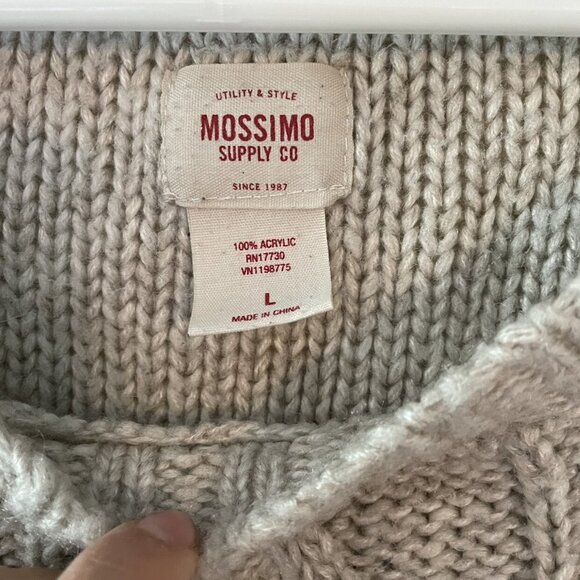 UTILITY & STYLE
MOSSIMO
SUPPLY CO
SINCE 1987
100% ACRYLIC
RN17730
VN1198775
L
MADE IN CHINA